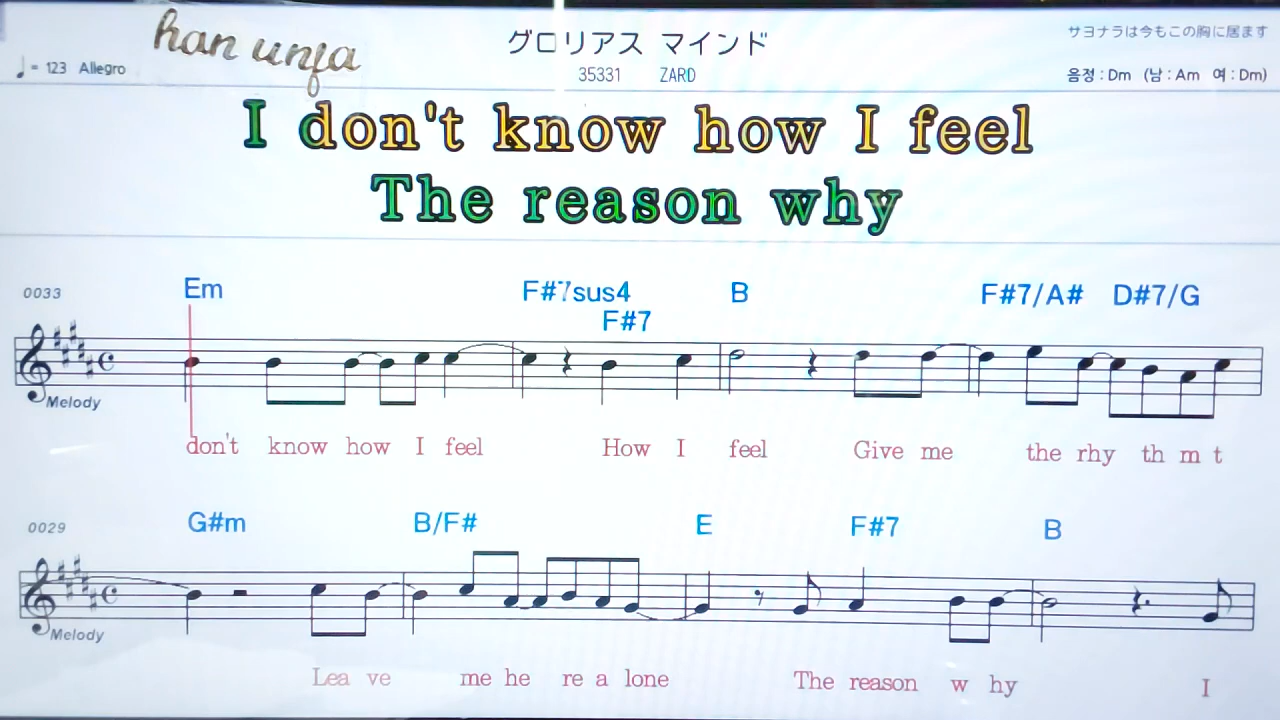 han unfa
グロリアス マインド
サヨナラは今もこの胸に居ます
♩= 123 Allegro
35331 ZARD
음정 : Dm (남 : Am 여 : Dm)
I don't know how I feel
The reason why
0033 Em F#7sus4 B F#7/A# D#7/G
F#7
Melody
don't know how I feel How I feel Give me the rhy th m t
0029 G#m B/F# E F#7 B
Melody
Lea ve me he re a lone The reason w hy I